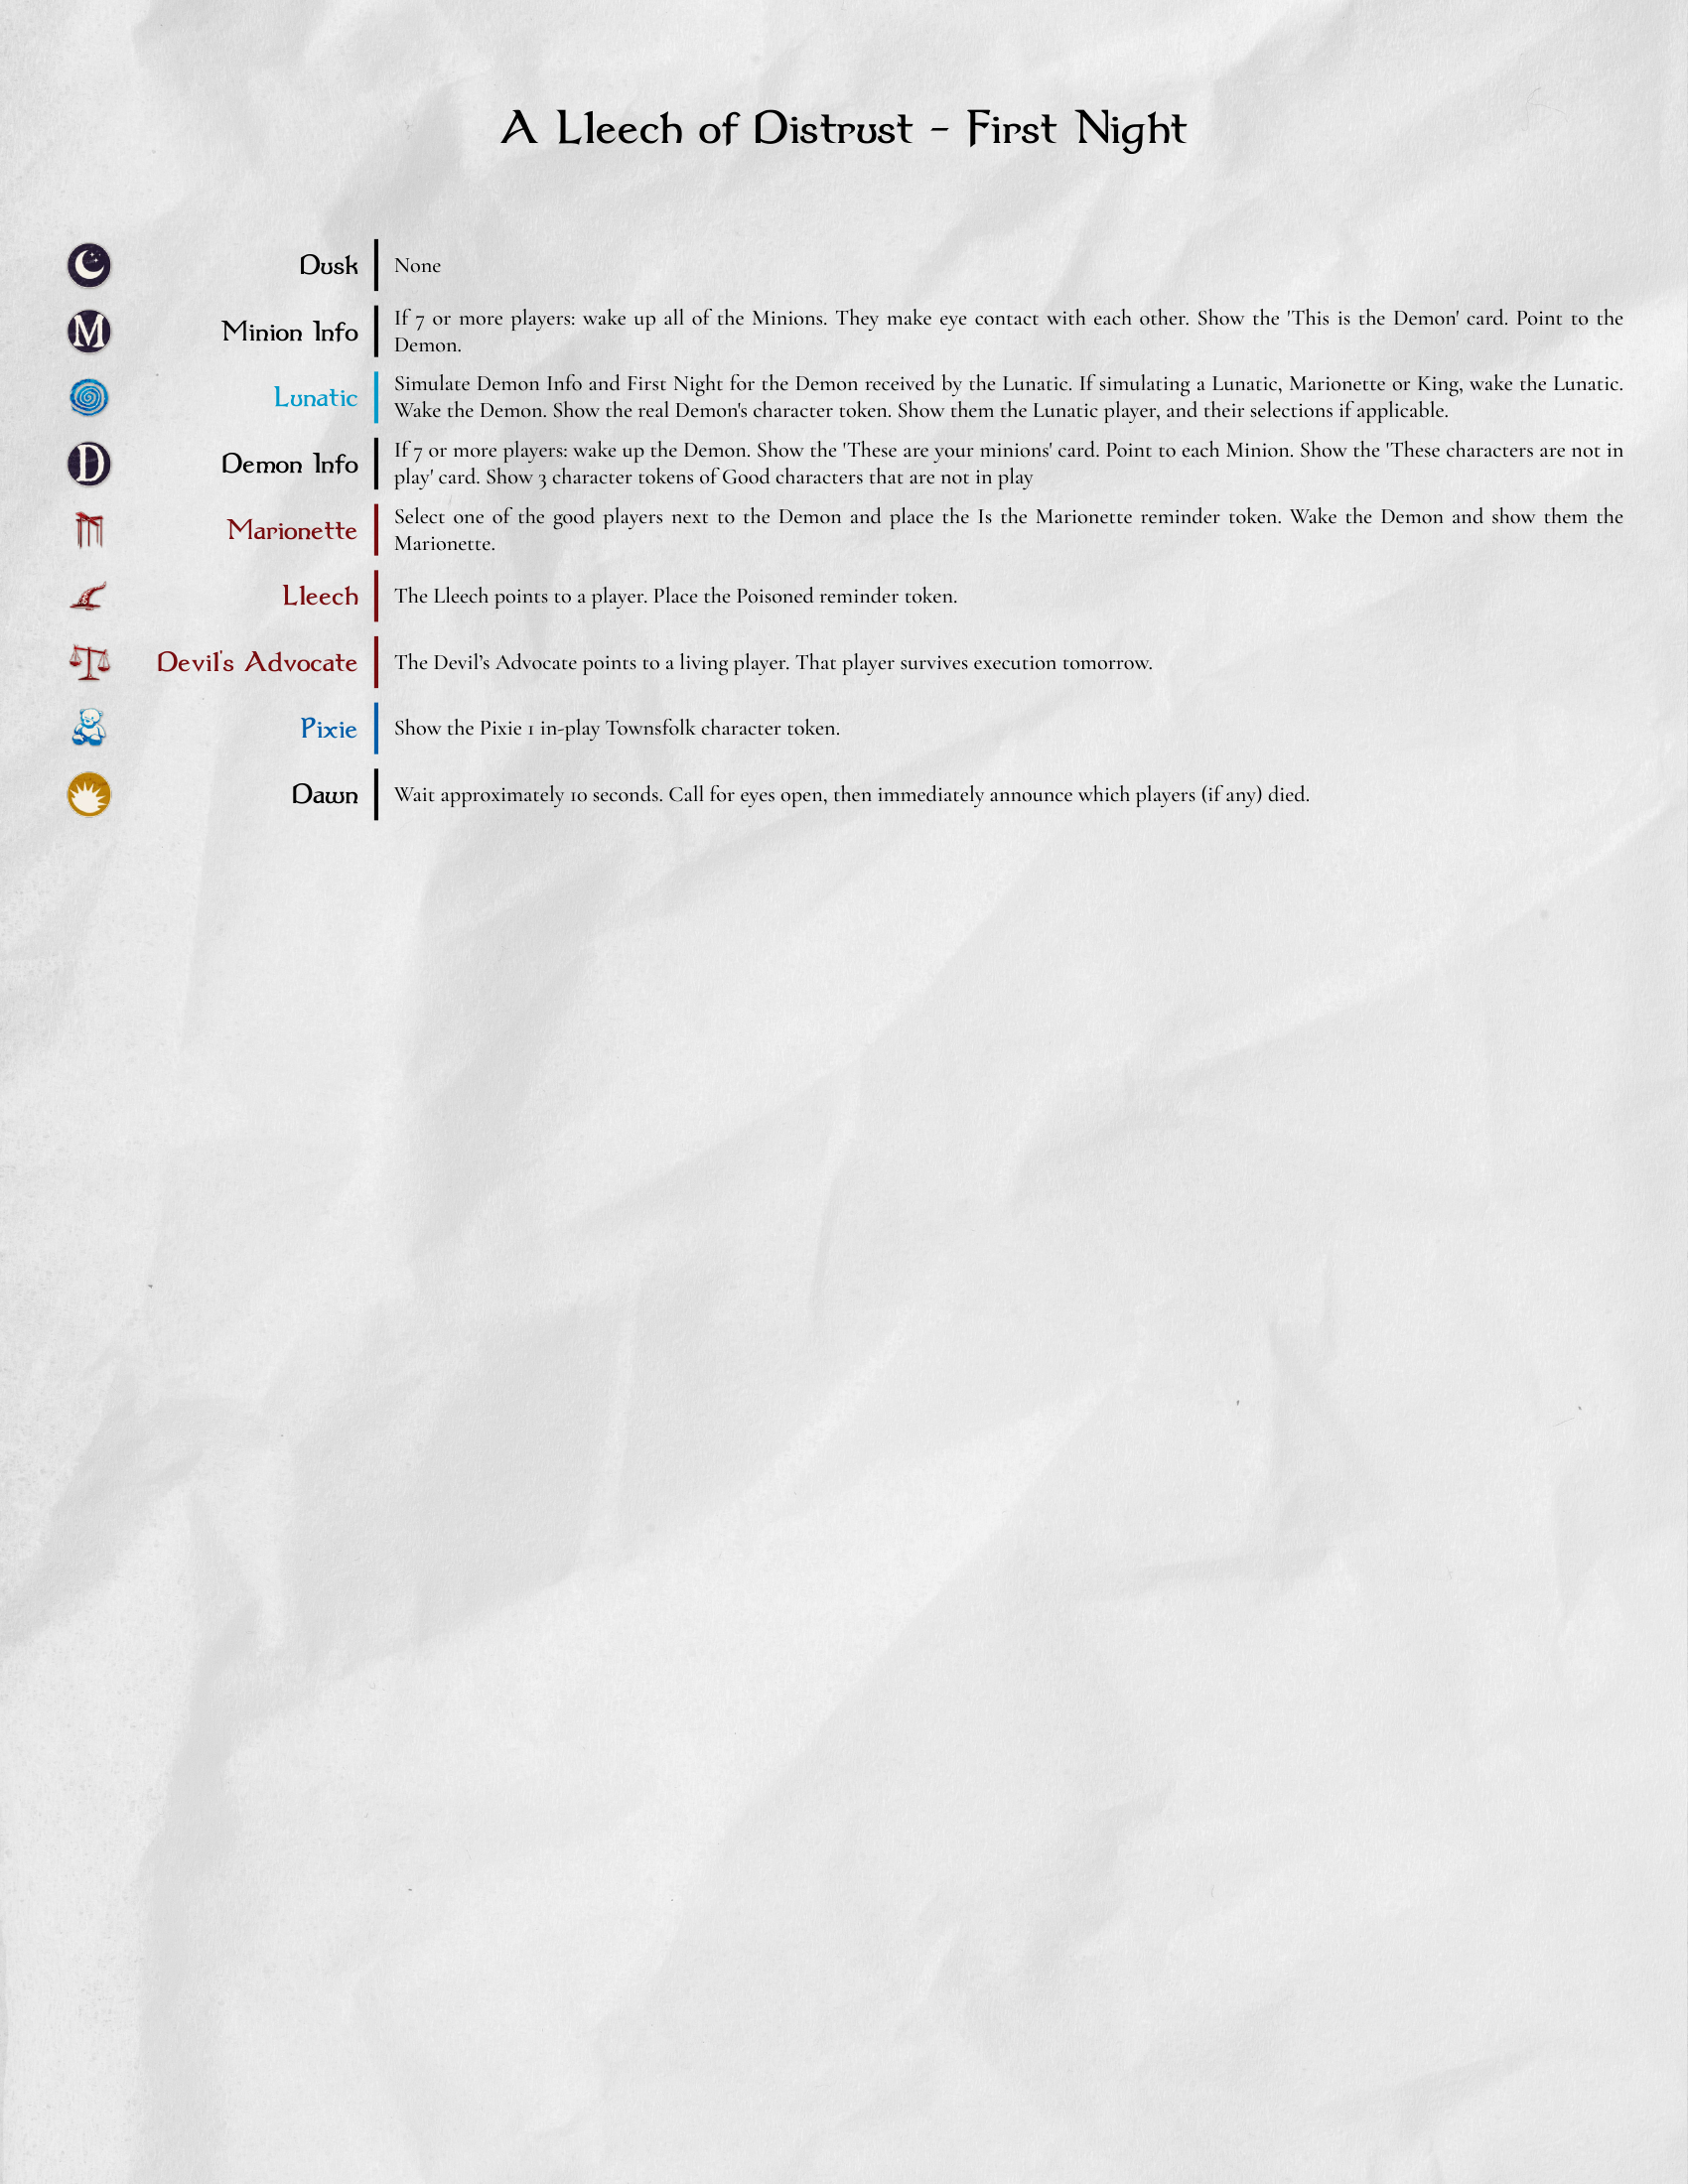 A Lleech of Distrust - First Night
Dusk
None
M
Minion Info
If 7 or more players: wake up all of the Minions. They make eye contact with each other. Show the 'This is the Demon' card. Point to the
Demon.
Lunatic
Simulate Demon Info and First Night for the Demon received by the Lunatic. If simulating a Lunatic, Marionette or King, wake the Lunatic.
Wake the Demon. Show the real Demon's character token. Show them the Lunatic player, and their selections if applicable.
D
Demon Info
If 7 or more players: wake up the Demon. Show the 'These are your minions' card. Point to each Minion. Show the 'These characters are not in
play' card. Show 3 character tokens of Good characters that are not in play
Marionette
Select one of the good players next to the Demon and place the Is the Marionette reminder token. Wake the Demon and show them the
Marionette.
Lleech
The Lleech points to a player. Place the Poisoned reminder token.
Devil's Advocate
The Devil’s Advocate points to a living player. That player survives execution tomorrow.
Pixie
Show the Pixie 1 in-play Townsfolk character token.
Dawn
Wait approximately 10 seconds. Call for eyes open, then immediately announce which players (if any) died.